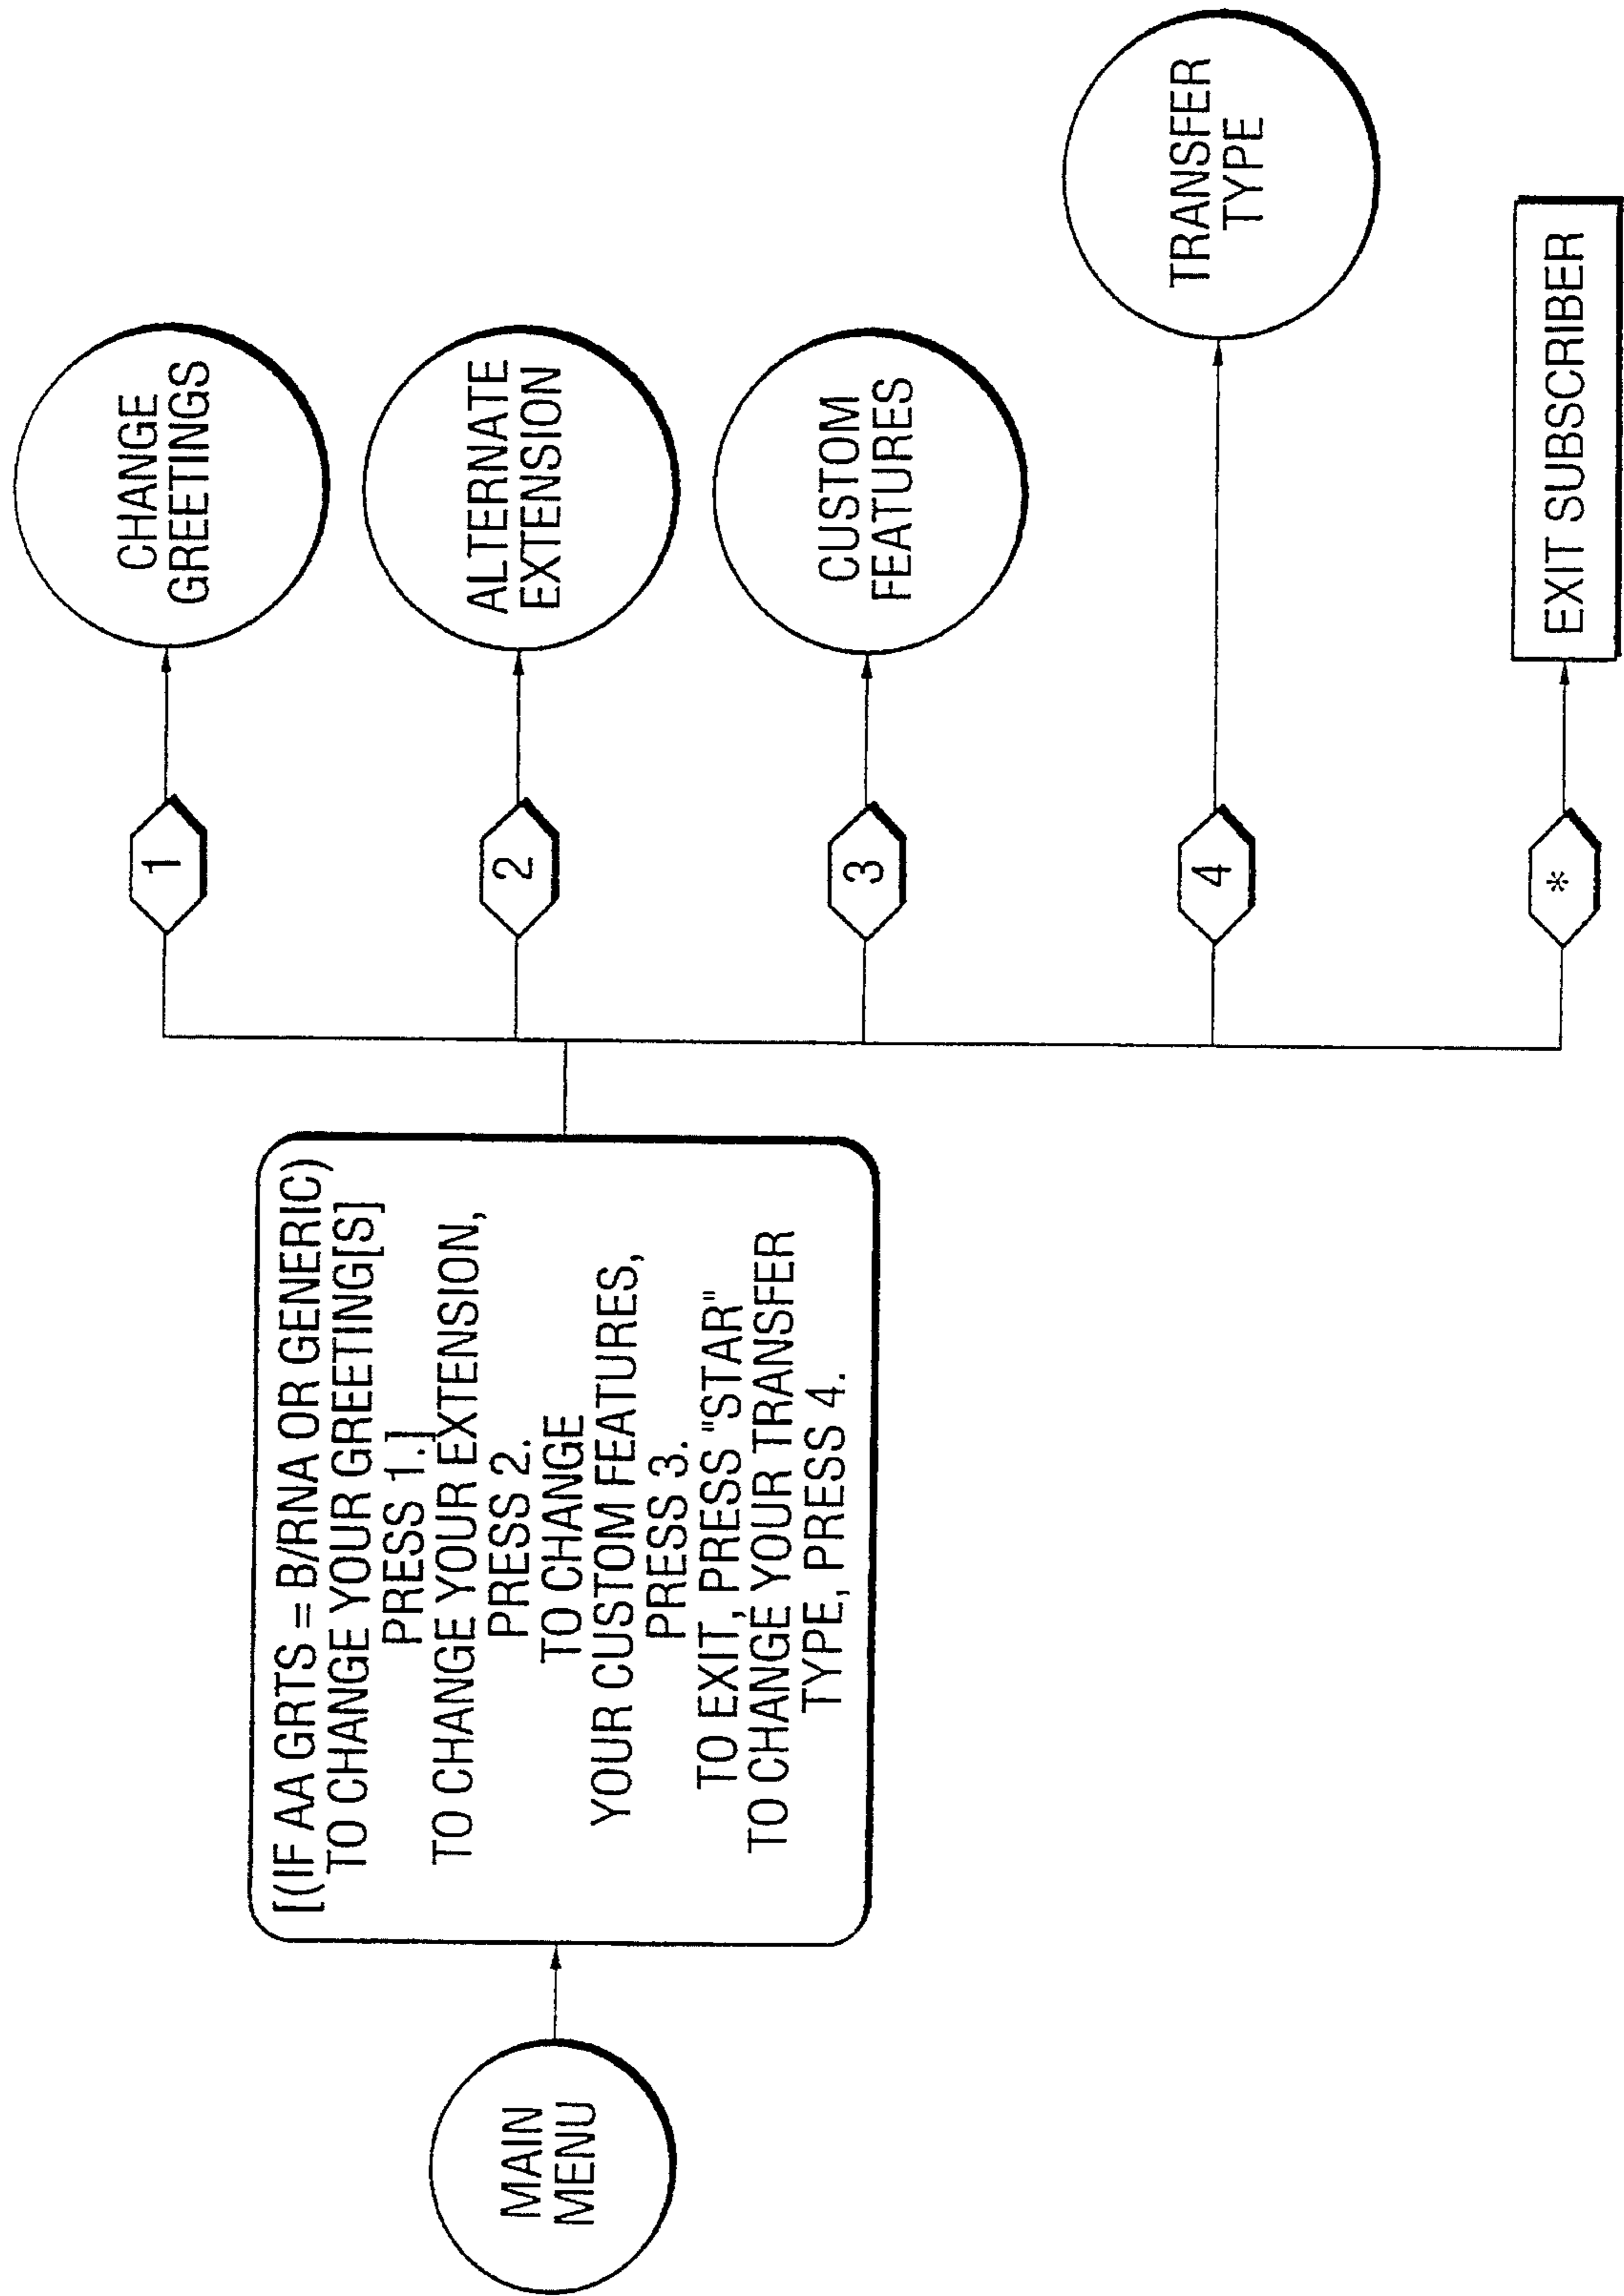 MAIN
MENU
[(IF AA GRTS = B/RNA OR GENERIC)
TO CHANGE YOUR GREETING[S]
PRESS 1.]
TO CHANGE YOUR EXTENSION,
PRESS 2.
TO CHANGE
YOUR CUSTOM FEATURES,
PRESS 3.
TO EXIT, PRESS "STAR"
TO CHANGE YOUR TRANSFER
TYPE, PRESS 4.
1
CHANGE
GREETINGS
2
ALTERNATE
EXTENSION
3
CUSTOM
FEATURES
4
TRANSFER
TYPE
*
EXIT SUBSCRIBER